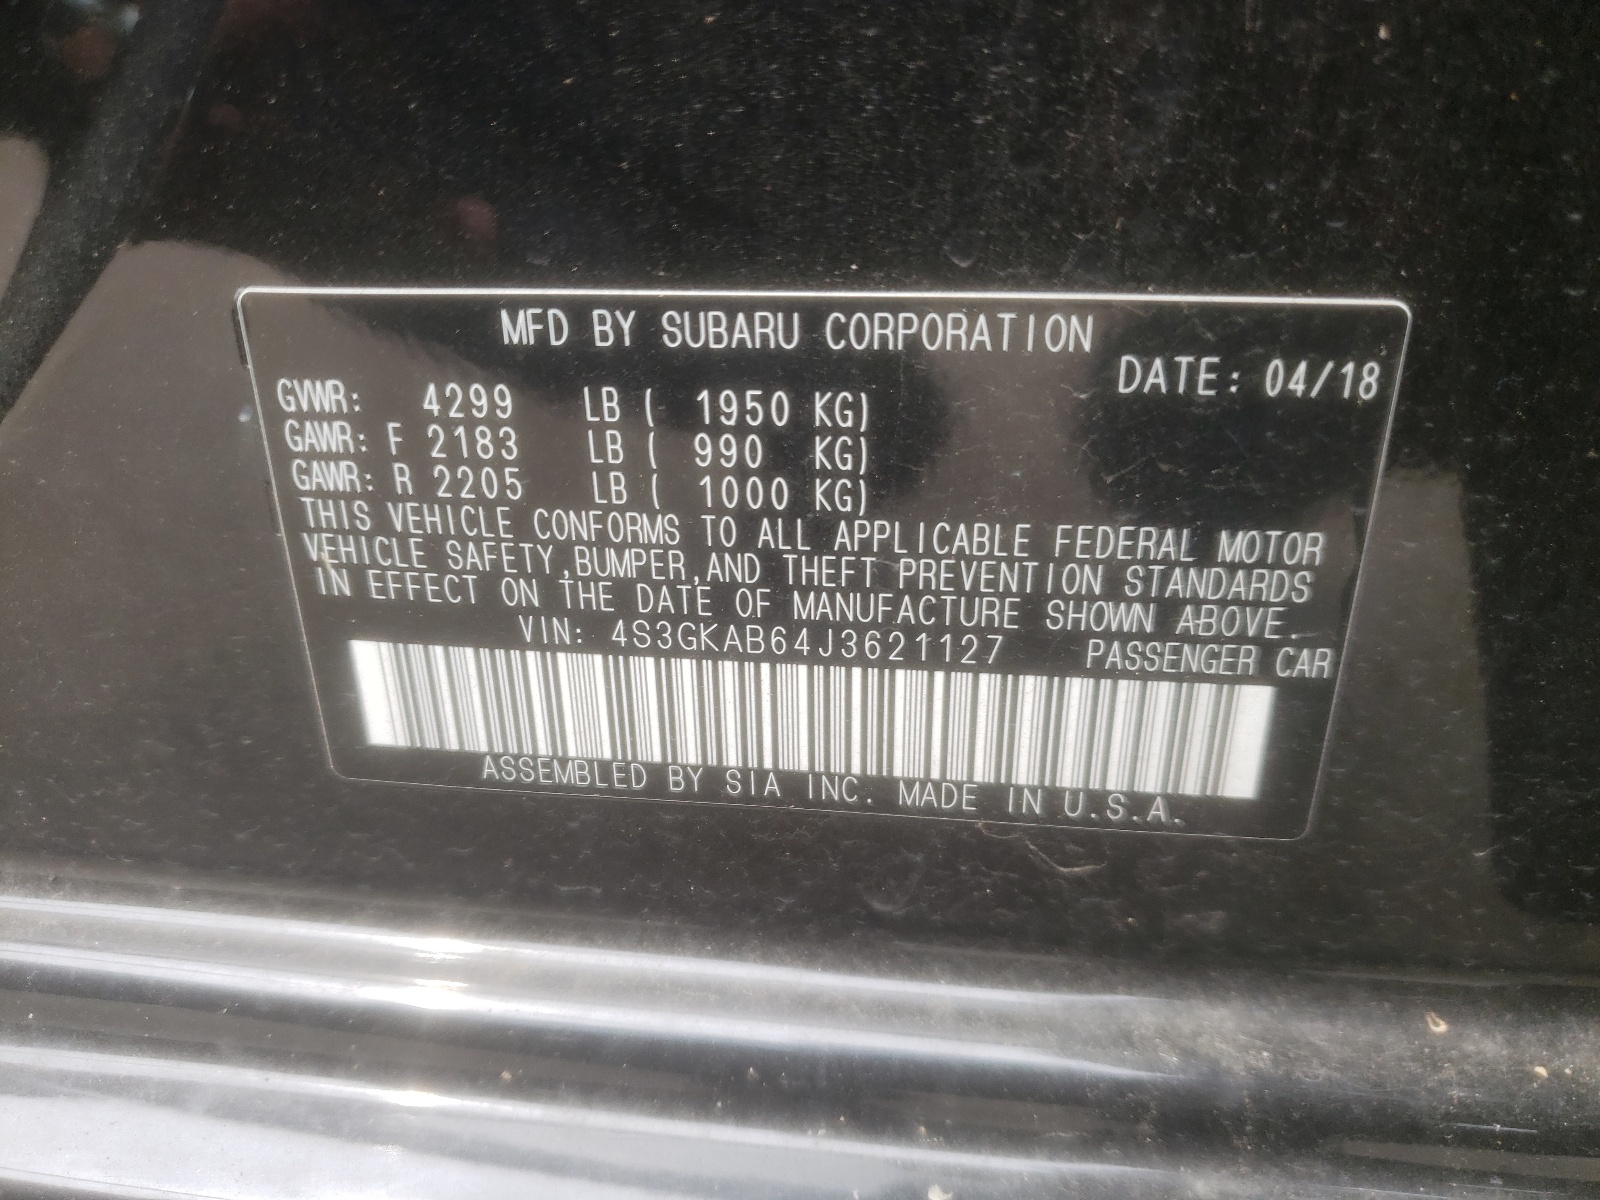 MFD BY SUBARU CORPORATION
DATE: 04/18
GVWR: 4299 LB ( 1950 KG)
GAWR: F 2183 LB ( 990 KG)
GAWR: R 2205 LB ( 1000 KG)
THIS VEHICLE CONFORMS TO ALL APPLICABLE FEDERAL MOTOR
VEHICLE SAFETY,BUMPER,AND THEFT PREVENTION STANDARDS
IN EFFECT ON THE DATE OF MANUFACTURE SHOWN ABOVE.
VIN: 4S3GKAB64J3621127 PASSENGER CAR
ASSEMBLED BY SIA INC. MADE IN U.S.A.